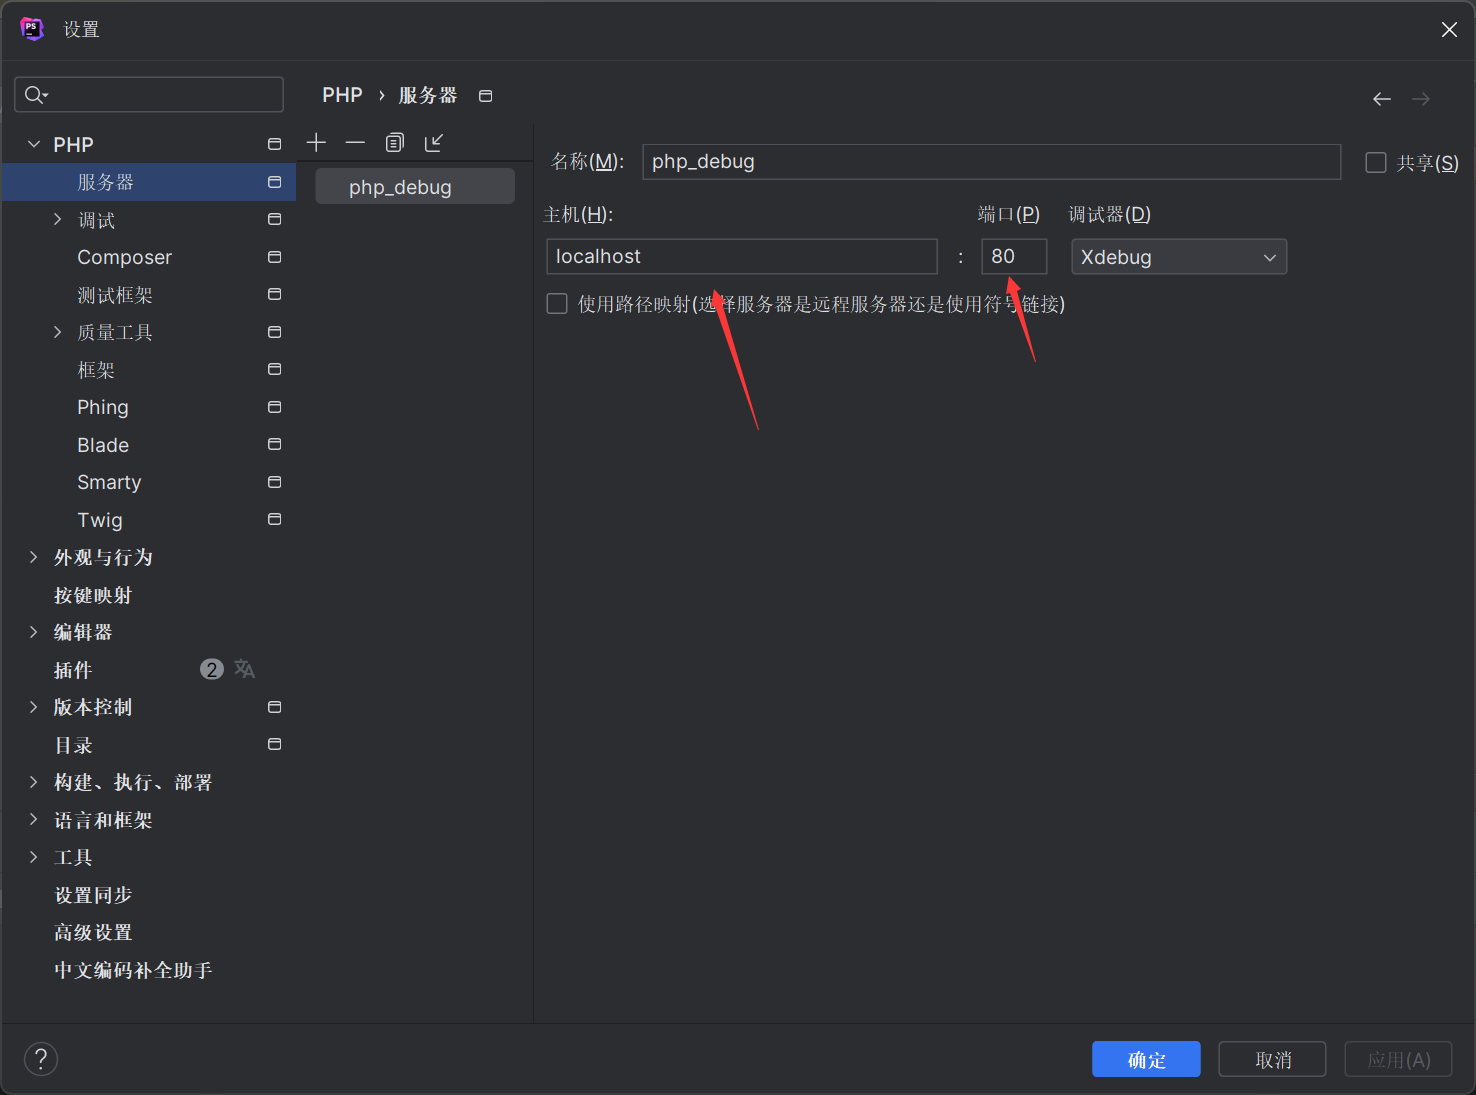 PS
设置
PHP › 服务器
PHP
服务器
调试
Composer
测试框架
质量工具
框架
Phing
Blade
Smarty
Twig
外观与行为
按键映射
编辑器
插件 2
版本控制
目录
构建、执行、部署
语言和框架
工具
设置同步
高级设置
中文编码补全助手
php_debug
名称(M): php_debug 共享(S)
主机(H): 端口(P) 调试器(D)
localhost : 80 Xdebug
使用路径映射(选择服务器是远程服务器还是使用符号链接)
? 确定 取消 应用(A)